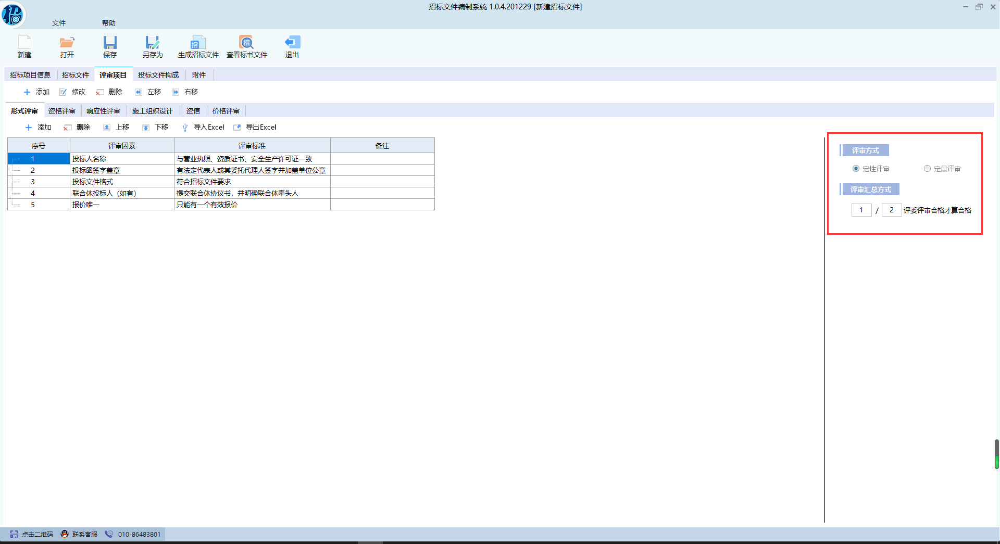 招标文件编制系统 1.0.4.201229 [新建招标文件]
文件 帮助
新建 打开 保存 另存为 生成招标文件 查看标书文件 退出
招标项目信息 招标文件 评审项目 投标文件构成 附件
添加 修改 删除 左移 右移
形式评审 资格评审 响应性评审 施工组织设计 资信 价格评审
添加 删除 上移 下移 导入Excel 导出Excel
序号 评审因素 评审标准 备注
1 投标人名称 与营业执照、资质证书、安全生产许可证一致
2 投标函签字盖章 有法定代表人或其委托代理人签字并加盖单位公章
3 投标文件格式 符合招标文件要求
4 联合体投标人（如有） 提交联合体协议书，并明确联合体牵头人
5 报价唯一 只能有一个有效报价
评审方式
定性评审 定量评审
评审汇总方式
1 / 2 评委评审合格才算合格
点击二维码 联系客服 010-86483801